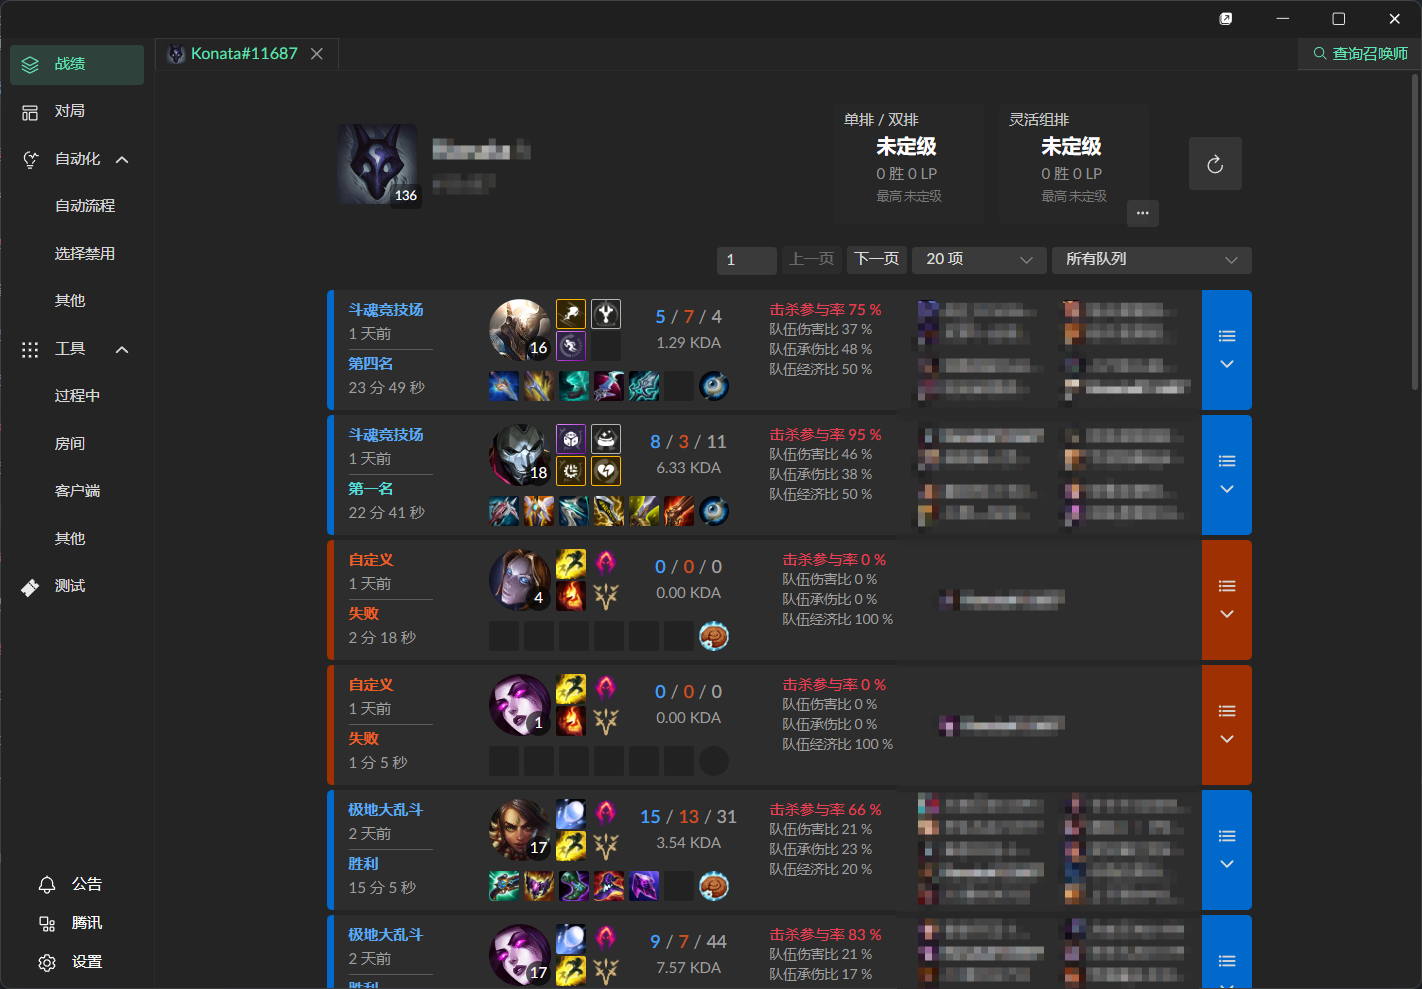 Konata#11687
查询召唤师
战绩
对局
自动化
自动流程
选择禁用
其他
工具
过程中
房间
客户端
其他
测试
公告
腾讯
设置
136
单排 / 双排
未定级
0 胜 0 LP
最高 未定级
灵活组排
未定级
0 胜 0 LP
最高 未定级
1
上一页
下一页
20 项
所有队列
斗魂竞技场
1 天前
第四名
23 分 49 秒
16
5 / 7 / 4
1.29 KDA
击杀参与率 75 %
队伍伤害比 37 %
队伍承伤比 48 %
队伍经济比 50 %
斗魂竞技场
1 天前
第一名
22 分 41 秒
18
8 / 3 / 11
6.33 KDA
击杀参与率 95 %
队伍伤害比 46 %
队伍承伤比 38 %
队伍经济比 50 %
自定义
1 天前
失败
2 分 18 秒
4
0 / 0 / 0
0.00 KDA
击杀参与率 0 %
队伍伤害比 0 %
队伍承伤比 0 %
队伍经济比 100 %
自定义
1 天前
失败
1 分 5 秒
1
0 / 0 / 0
0.00 KDA
击杀参与率 0 %
队伍伤害比 0 %
队伍承伤比 0 %
队伍经济比 100 %
极地大乱斗
2 天前
胜利
15 分 5 秒
17
15 / 13 / 31
3.54 KDA
击杀参与率 66 %
队伍伤害比 21 %
队伍承伤比 23 %
队伍经济比 20 %
极地大乱斗
2 天前
胜利
17
9 / 7 / 44
7.57 KDA
击杀参与率 83 %
队伍伤害比 21 %
队伍承伤比 17 %